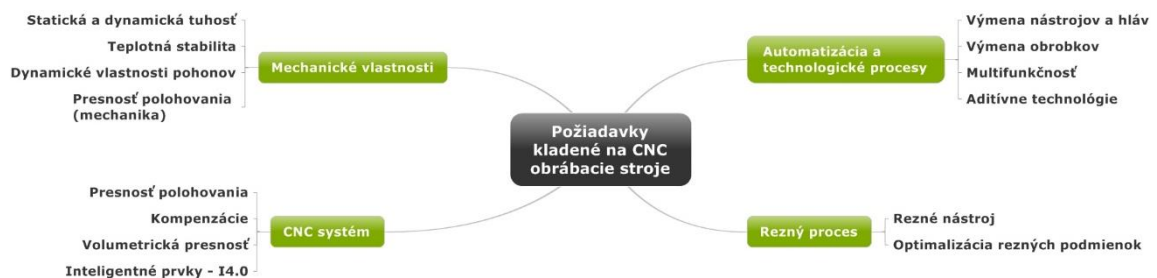 Statická a dynamická tuhosť
Teplotná stabilita
Dynamické vlastnosti pohonov
Presnosť polohovania
(mechanika)
Mechanické vlastnosti
Výmena nástrojov a hláv
Výmena obrobkov
Multifunkčnosť
Aditívne technológie
Automatizácia a
technologické procesy
Požiadavky
kladené na CNC
obrábacie stroje
Presnosť polohovania
Kompenzácie
Volumetrická presnosť
Inteligentné prvky - I4.0
CNC systém
Rezný proces
Rezné nástroj
Optimalizácia rezných podmienok